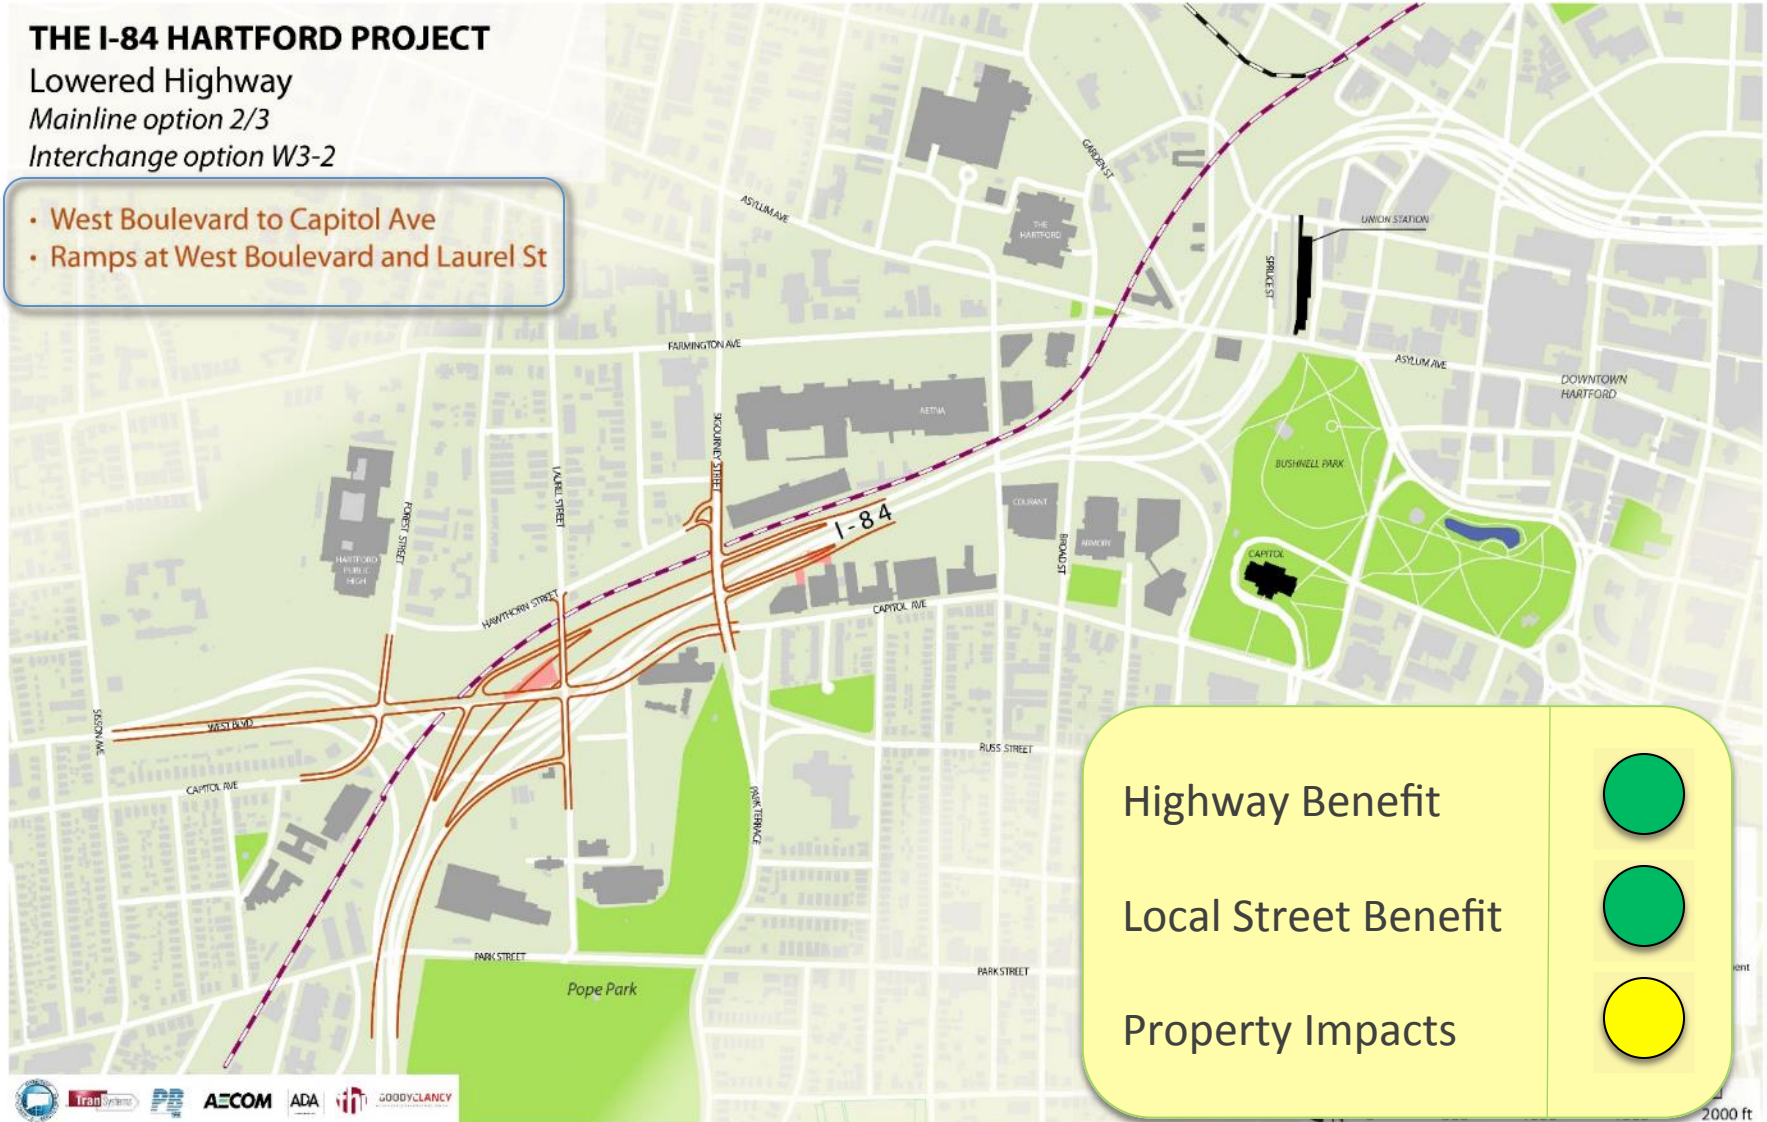 THE I-84 HARTFORD PROJECT
Lowered Highway
Mainline option 2/3
Interchange option W3-2
• West Boulevard to Capitol Ave
• Ramps at West Boulevard and Laurel St
GARDEN ST
ASYLUM AVE
THE
HARTFORD
UNION STATION
SPRUCE ST
FARMINGTON AVE
ASYLUM AVE
DOWNTOWN
HARTFORD
AETNA
SIGOURNEY STREET
BUSHNELL PARK
LAUREL STREET
FOREST STREET
COURANT
I-84
BROAD ST
ARMORY
CAPITOL
HARTFORD
PUBLIC
HIGH
HAWTHORN STREET
CAPITOL AVE
SISSON AVE
WEST BLVD
RUSS STREET
CAPITOL AVE
PARK TERRACE
Highway Benefit
Local Street Benefit
Property Impacts
PARK STREET
PARK STREET
Pope Park
ent
TranSystems
PB
AECOM
ADA
fhi
GOODYCLANCY
2000 ft